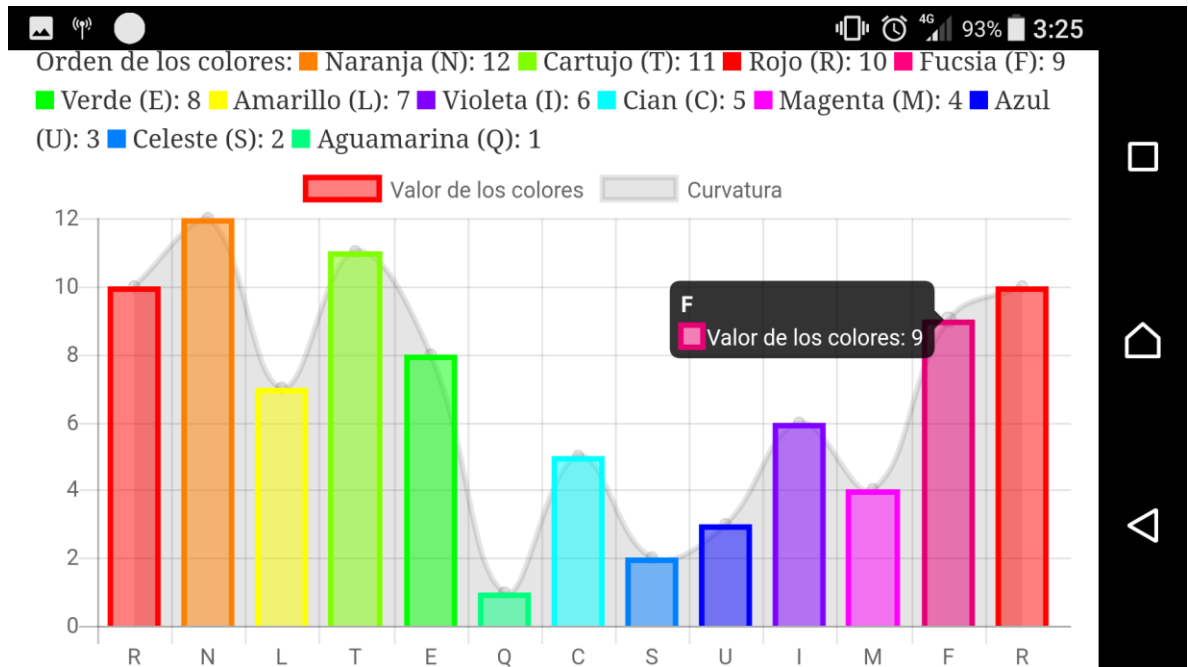 4G 93% 3:25
Orden de los colores: Naranja (N): 12 Cartujo (T): 11 Rojo (R): 10 Fucsia (F): 9
Verde (E): 8 Amarillo (L): 7 Violeta (I): 6 Cian (C): 5 Magenta (M): 4 Azul
(U): 3 Celeste (S): 2 Aguamarina (Q): 1
Valor de los colores Curvatura
12
10
F
Valor de los colores: 9
8
6
4
2
0
R N L T E Q C S U I M F R